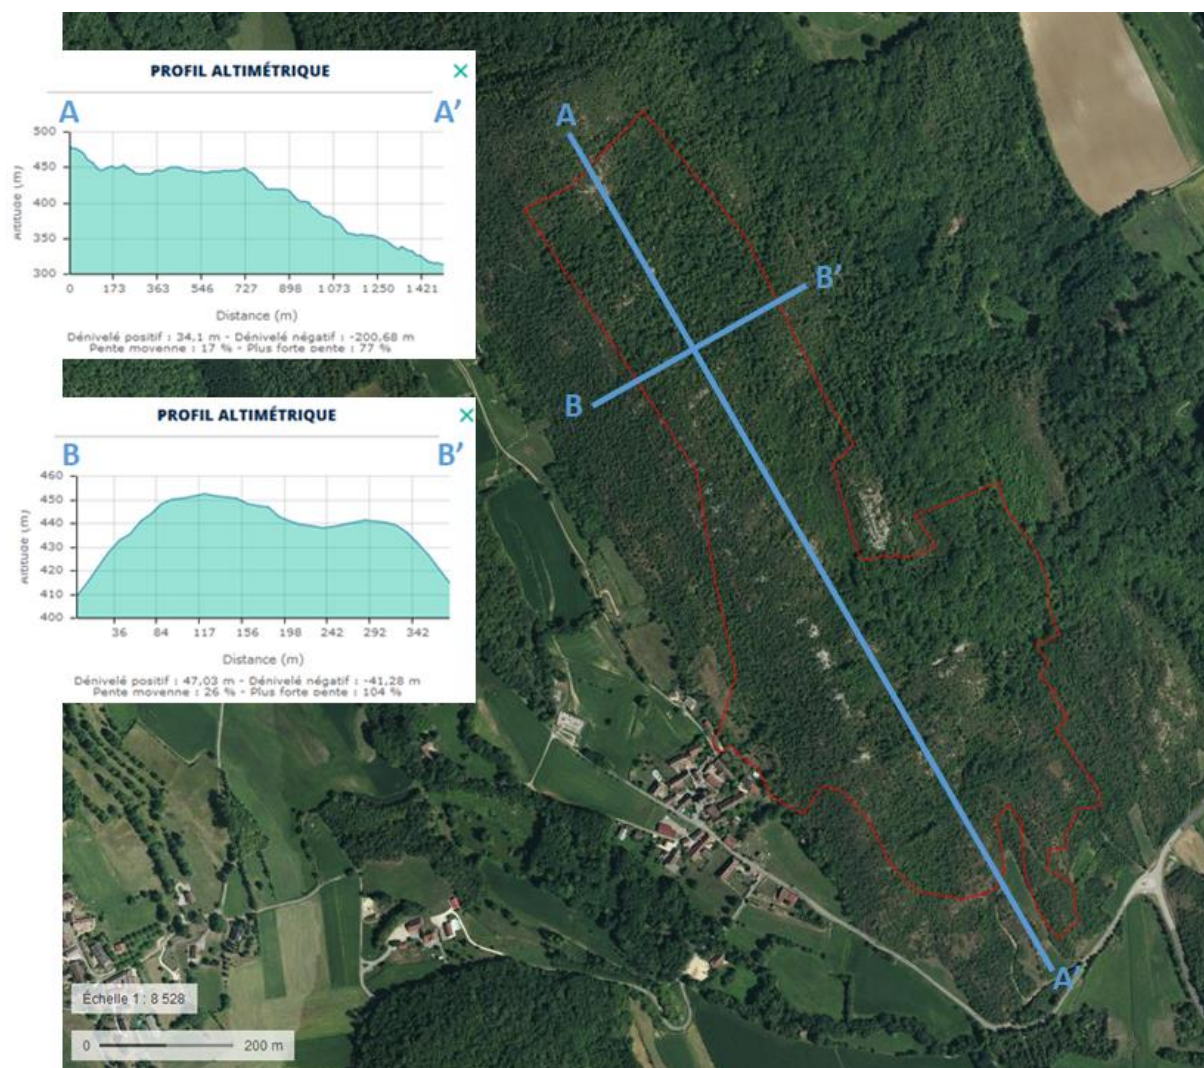 PROFIL ALTIMÉTRIQUE ×
A A’
500
450
400
350
300
Altitude (m)
0 173 363 546 727 898 1 073 1 250 1 421
Distance (m)
Dénivelé positif : 34,1 m - Dénivelé négatif : -200,68 m
Pente moyenne : 17 % - Plus forte pente : 77 %
PROFIL ALTIMÉTRIQUE ×
B B’
460
450
440
430
420
410
400
Altitude (m)
36 84 117 156 198 242 292 342
Distance (m)
Dénivelé positif : 47,03 m - Dénivelé négatif : -41,28 m
Pente moyenne : 26 % - Plus forte pente : 104 %
A
B’
B
A’
Échelle 1 : 8 528
0 200 m